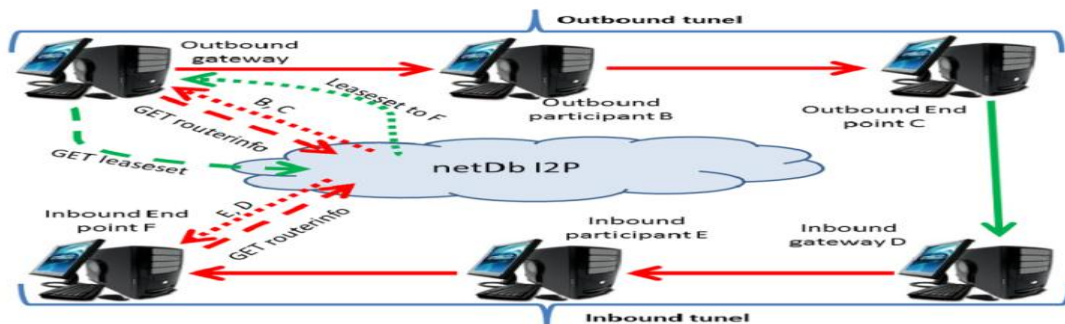 Outbound tunel
Outbound
gateway
Leaseset to F
B, C
GET routerinfo
GET leaseset
Outbound
participant B
Outbound End
point C
netDb I2P
E, D
GET routerinfo
Inbound End
point F
Inbound
participant E
Inbound
gateway D
Inbound tunel